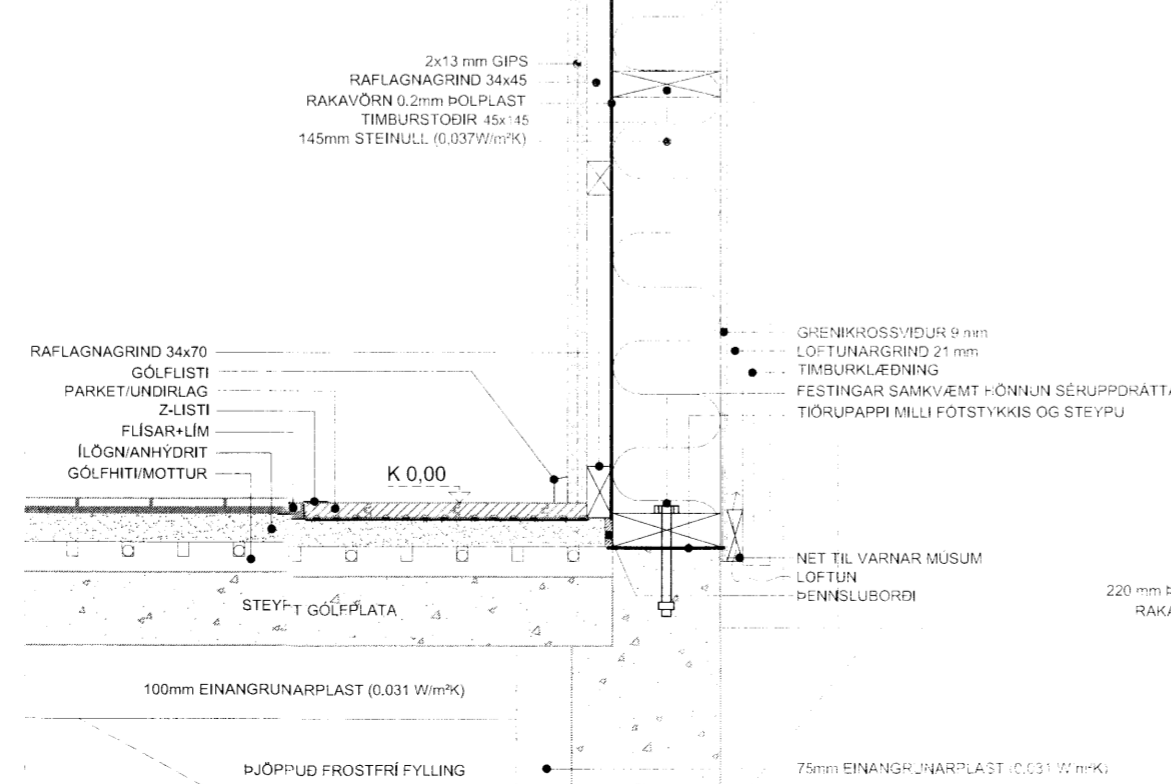 2x13 mm GIPS
RAFLAGNAGRIND 34x45
RAKAVÖRN 0.2mm ÞOLPLAST
TIMBURSTOÐIR 45x145
145mm STEINULL (0,037W/m²K)
RAFLAGNAGRIND 34x70
GÓLFLISTI
PARKET/UNDIRLAG
Z-LISTI
FLÍSAR+LÍM
ÍLÖGN/ANHÝDRIT
GÓLFHITI/MOTTUR
K 0,00
GRENIKROSSVIÐUR 9 mm
LOFTUNARGRIND 21 mm
TIMBURKLÆÐNING
FESTINGAR SAMKVÆMT HÖNNUN SÉRUPPDRÁTTA
TJÖRUPAPPI MILLI FÓTSTYKKIS OG STEYPU
NET TIL VARNAR MÚSUM
LOFTUN
ÞENNSLUBORÐI
220 mm Þ
RAKA
STEYPT GÓLFPLATA
100mm EINANGRUNARPLAST (0.031 W/m²K)
ÞJÖPPUÐ FROSTFRÍ FYLLING
75mm EINANGRUNARPLAST (0.031 W/m²K)